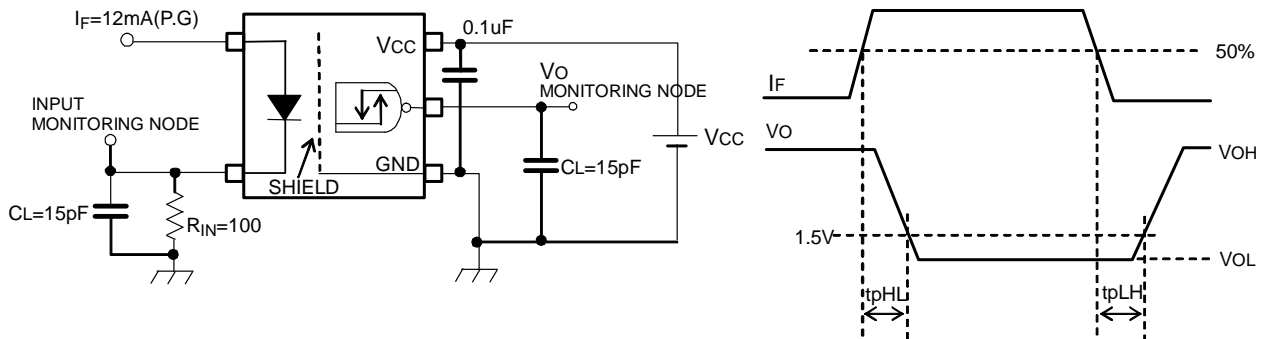 IF=12mA(P.G)
INPUT
MONITORING NODE
CL=15pF
RIN=100
SHIELD
VCC
GND
0.1uF
VO
MONITORING NODE
CL=15pF
VCC
IF
50%
VO
VOH
1.5V
VOL
tpHL
tpLH